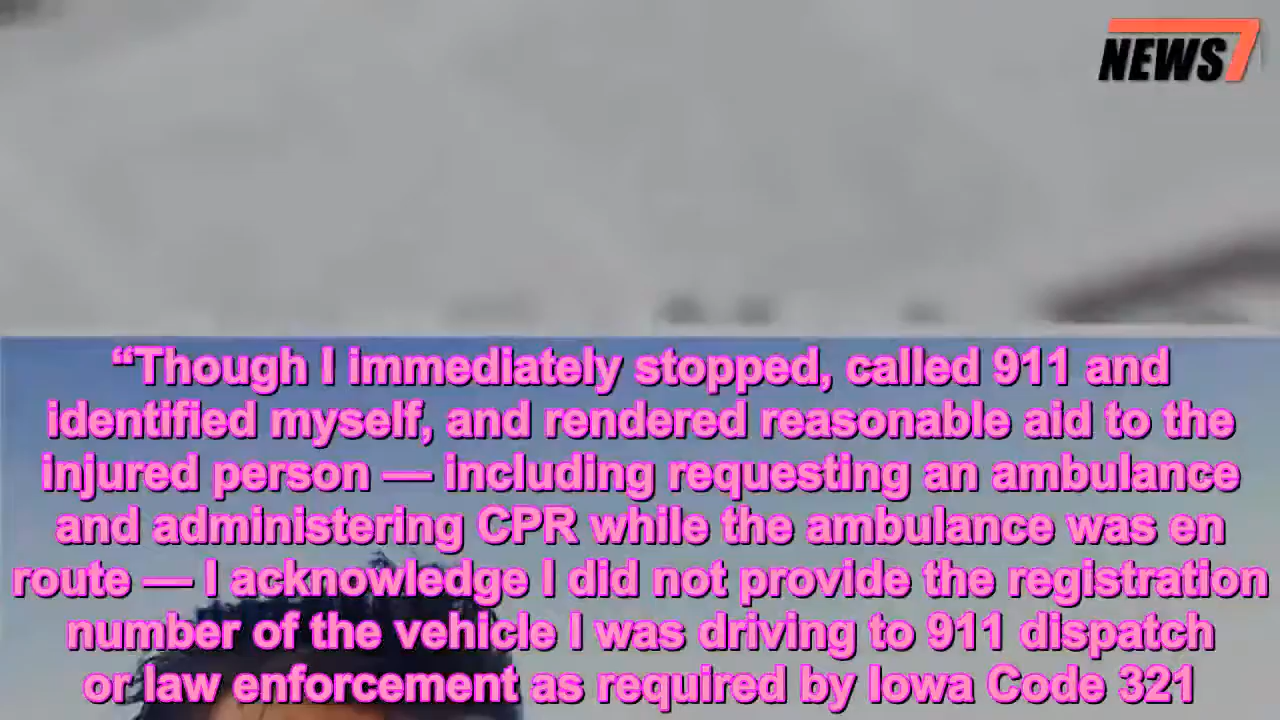 NEWS7
“Though I immediately stopped, called 911 and
identified myself, and rendered reasonable aid to the
injured person — including requesting an ambulance
and administering CPR while the ambulance was en
route — I acknowledge I did not provide the registration
number of the vehicle I was driving to 911 dispatch
or law enforcement as required by Iowa Code 321